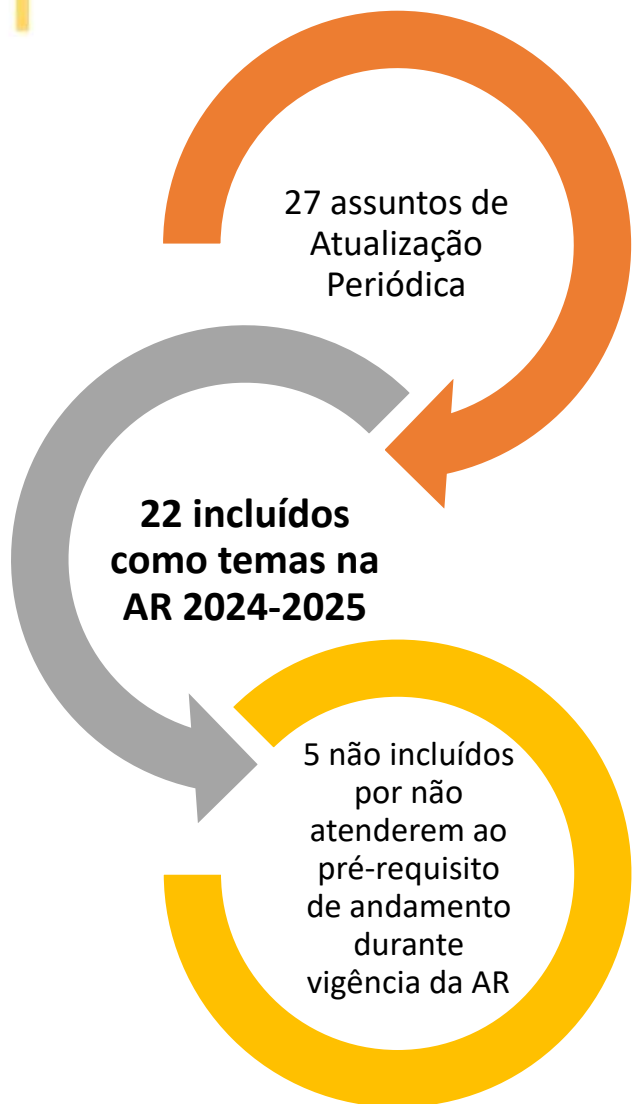 27 assuntos de
Atualização
Periódica
22 incluídos
como temas na
AR 2024-2025
5 não incluídos
por não
atenderem ao
pré-requisito
de andamento
durante
vigência da AR